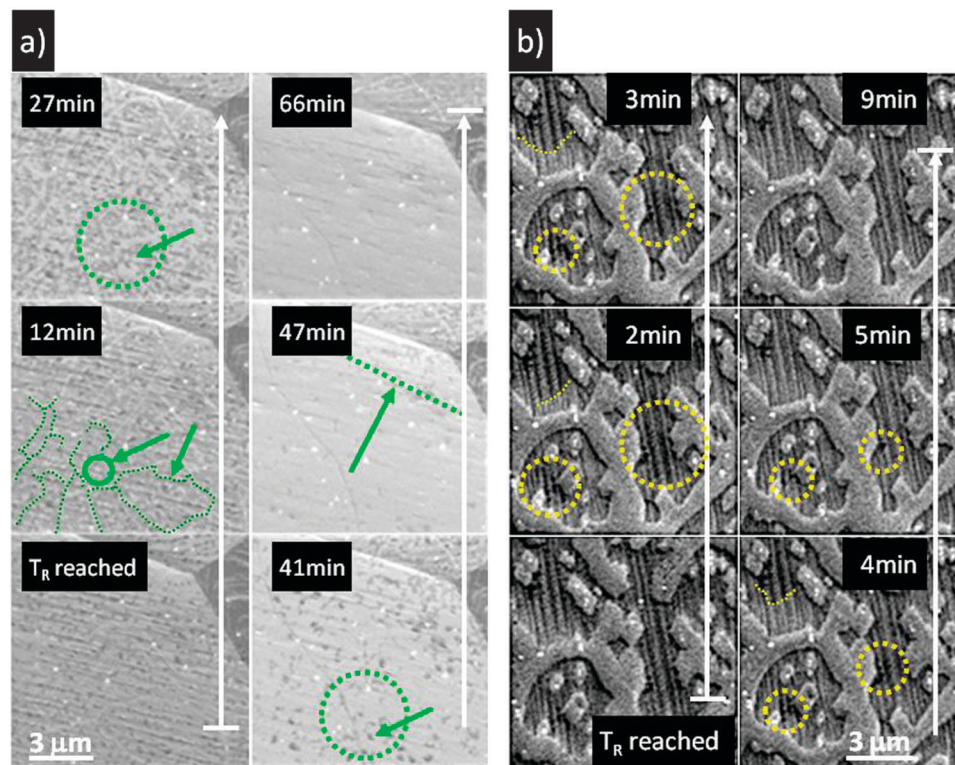 a)
27min
66min
12min
47min
TR reached
41min
3 μm
b)
3min
9min
2min
5min
4min
TR reached
3 μm